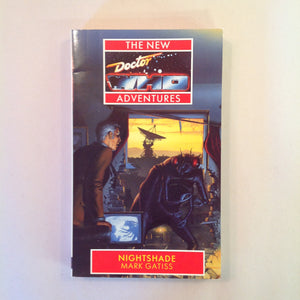 THE NEW
Doctor
WHO
ADVENTURES
NIGHTSHADE
MARK GATISS